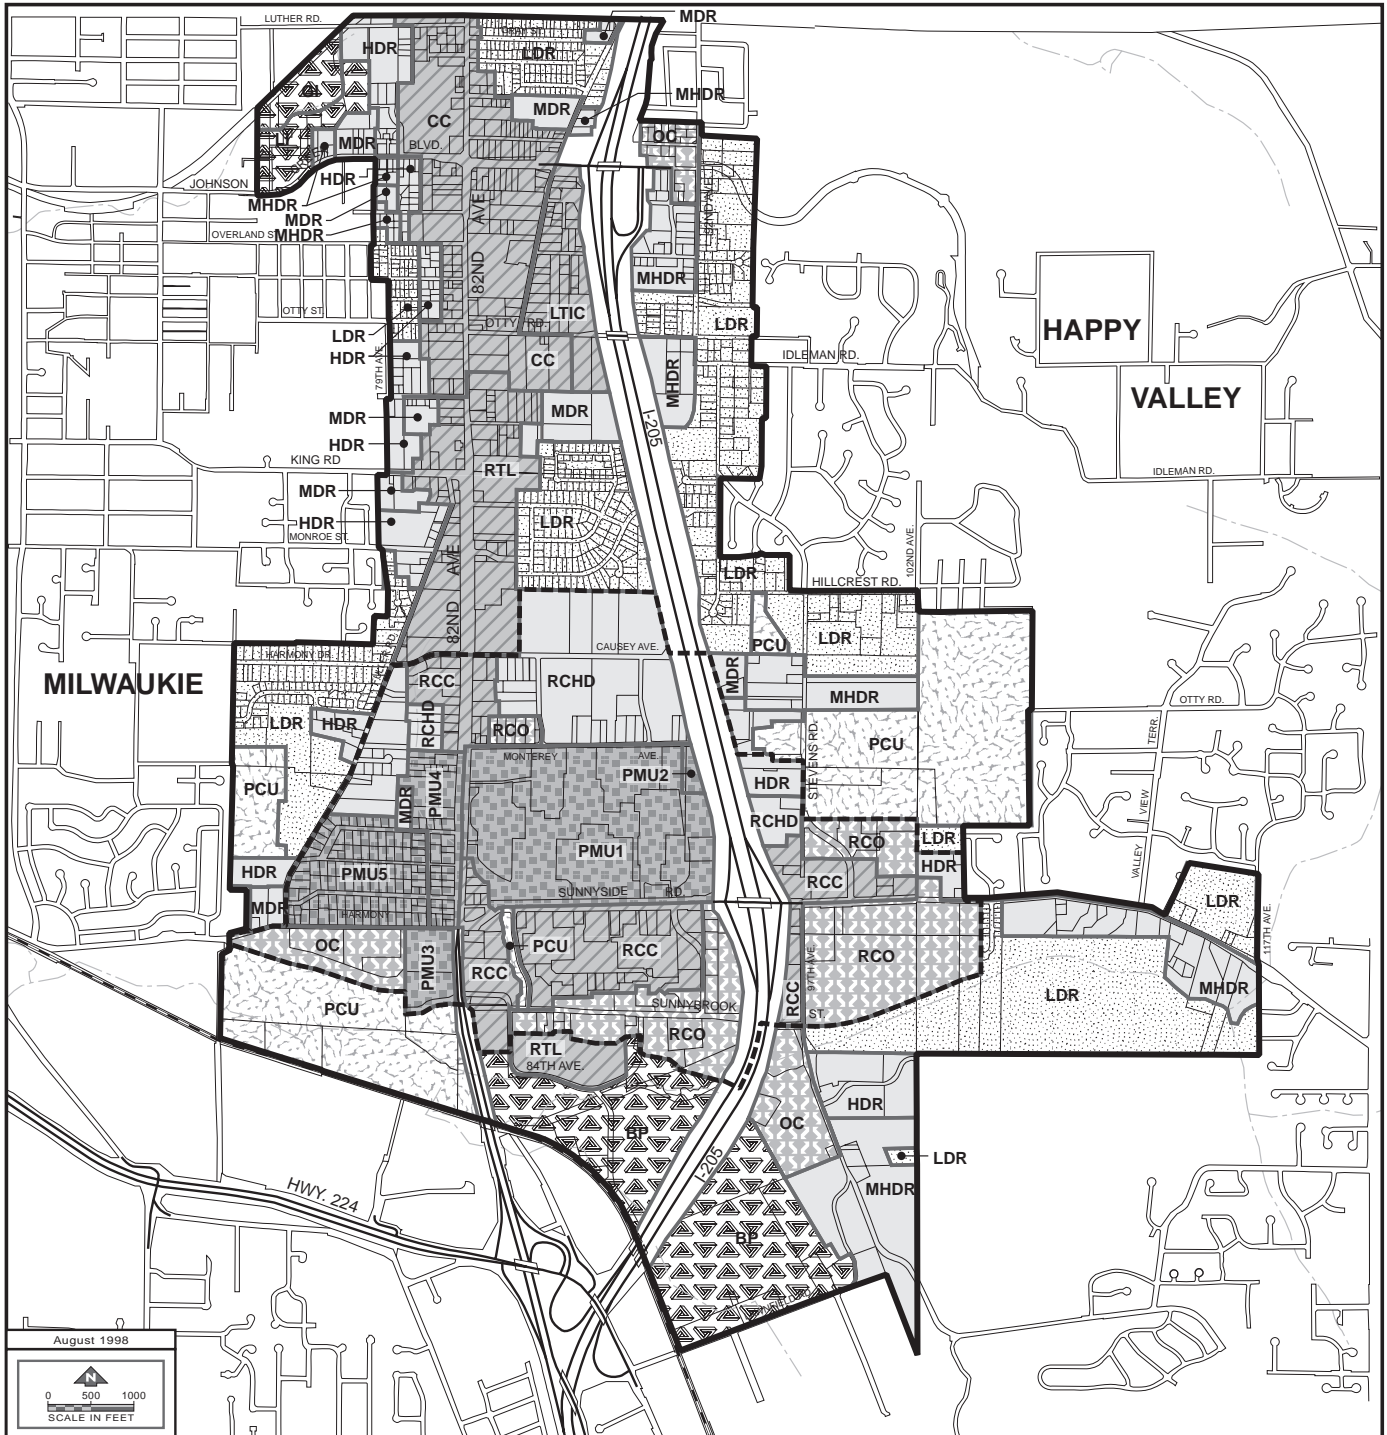 LUTHER RD.
MDR
HDR
LDR
MHDR
MDR
CC
GI
OC
LI
MDR
BLVD.
HDR
JOHNSON
MHDR
MDR
OVERLAND ST.
MHDR
82ND AVE
92ND AVE.
MHDR
OTTY ST.
LTIC
OTTY RD.
LDR
LDR
HDR
79TH AVE.
CC
MHDR
IDLEMAN RD.
HAPPY
VALLEY
MDR
MDR
I-205
HDR
KING RD
RTL
IDLEMAN RD.
MDR
HDR
MONROE ST.
LDR
102ND AVE.
82ND AVE
LDR
HILLCREST RD.
CAUSEY AVE.
PCU
LDR
HARMONY DR.
MILWAUKIE
RCC
RCHD
MDR
MHDR
OTTY RD.
LDR
HDR
RCHD
RCO
STEVENS RD.
PCU
VALLEY VIEW TERR.
MONTEREY AVE.
PMU2
PCU
MDR
PMU4
HDR
RCHD
PMU1
RCO
LDR
HDR
HDR
PMU5
RCC
SUNNYSIDE RD.
LDR
MDR
HARMONY
117TH AVE.
OC
PMU3
PCU
RCC
RCC
RCO
97TH AVE.
MHDR
LDR
PCU
SUNNYBROOK ST.
RCC
RCO
RTL
84TH AVE.
HDR
BP
OC
LDR
I-205
MHDR
HWY. 224
BP
August 1998
N
0 500 1000
SCALE IN FEET